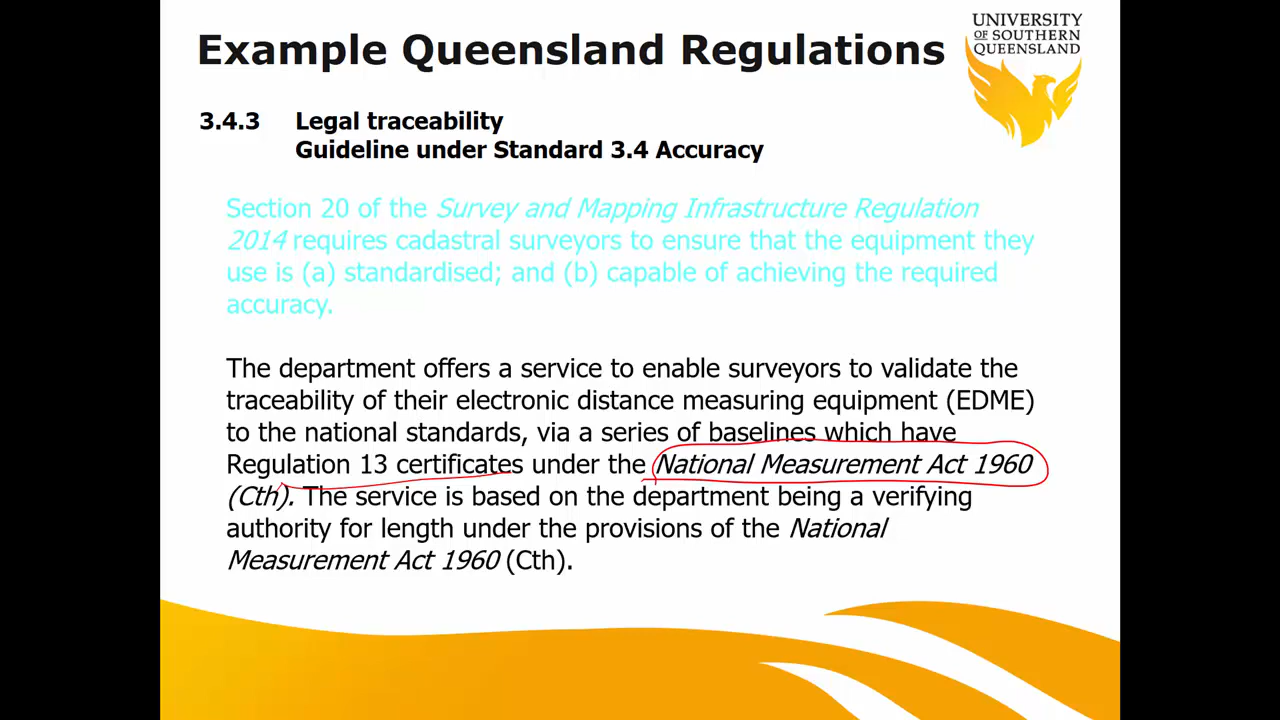 Example Queensland Regulations
UNIVERSITY
OF SOUTHERN
QUEENSLAND
3.4.3 Legal traceability
Guideline under Standard 3.4 Accuracy
Section 20 of the Survey and Mapping Infrastructure Regulation
2014 requires cadastral surveyors to ensure that the equipment they
use is (a) standardised; and (b) capable of achieving the required
accuracy.
The department offers a service to enable surveyors to validate the
traceability of their electronic distance measuring equipment (EDME)
to the national standards, via a series of baselines which have
Regulation 13 certificates under the National Measurement Act 1960
(Cth). The service is based on the department being a verifying
authority for length under the provisions of the National
Measurement Act 1960 (Cth).